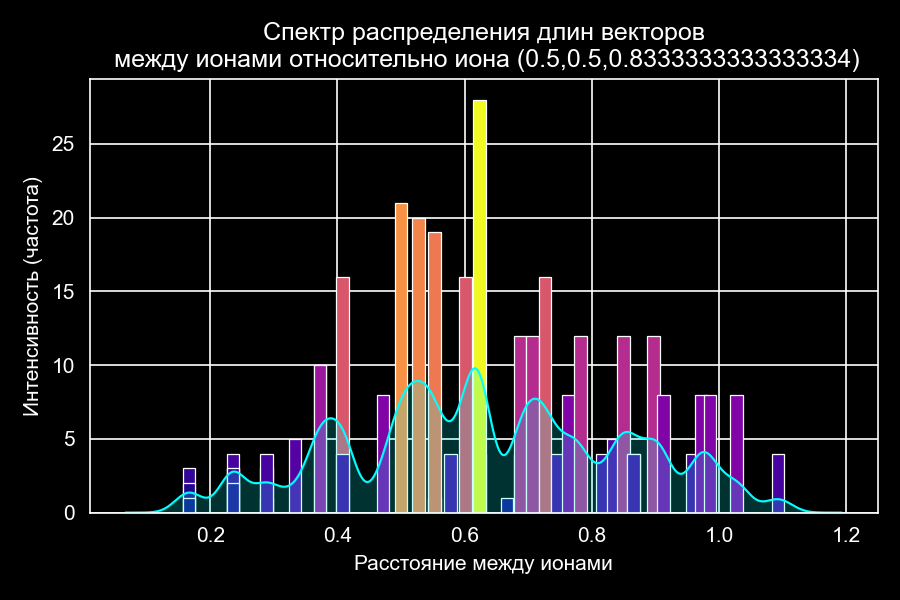 Спектр распределения длин векторов
между ионами относительно иона (0.5,0.5,0.8333333333333334)
Интенсивность (частота)
25
20
15
10
5
0
0.2 0.4 0.6 0.8 1.0 1.2
Расстояние между ионами